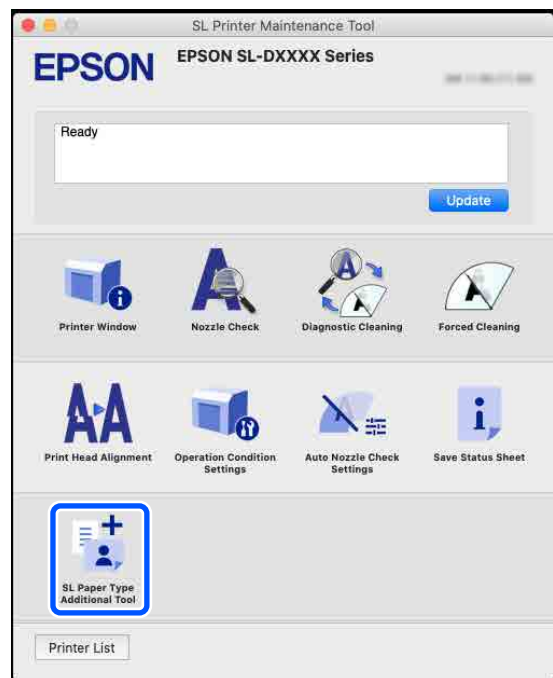 SL Printer Maintenance Tool
EPSON
EPSON SL-DXXXX Series
Ready
Update
Printer Window
Nozzle Check
Diagnostic Cleaning
Forced Cleaning
Print Head Alignment
Operation Condition
Settings
Auto Nozzle Check
Settings
Save Status Sheet
SL Paper Type
Additional Tool
Printer List